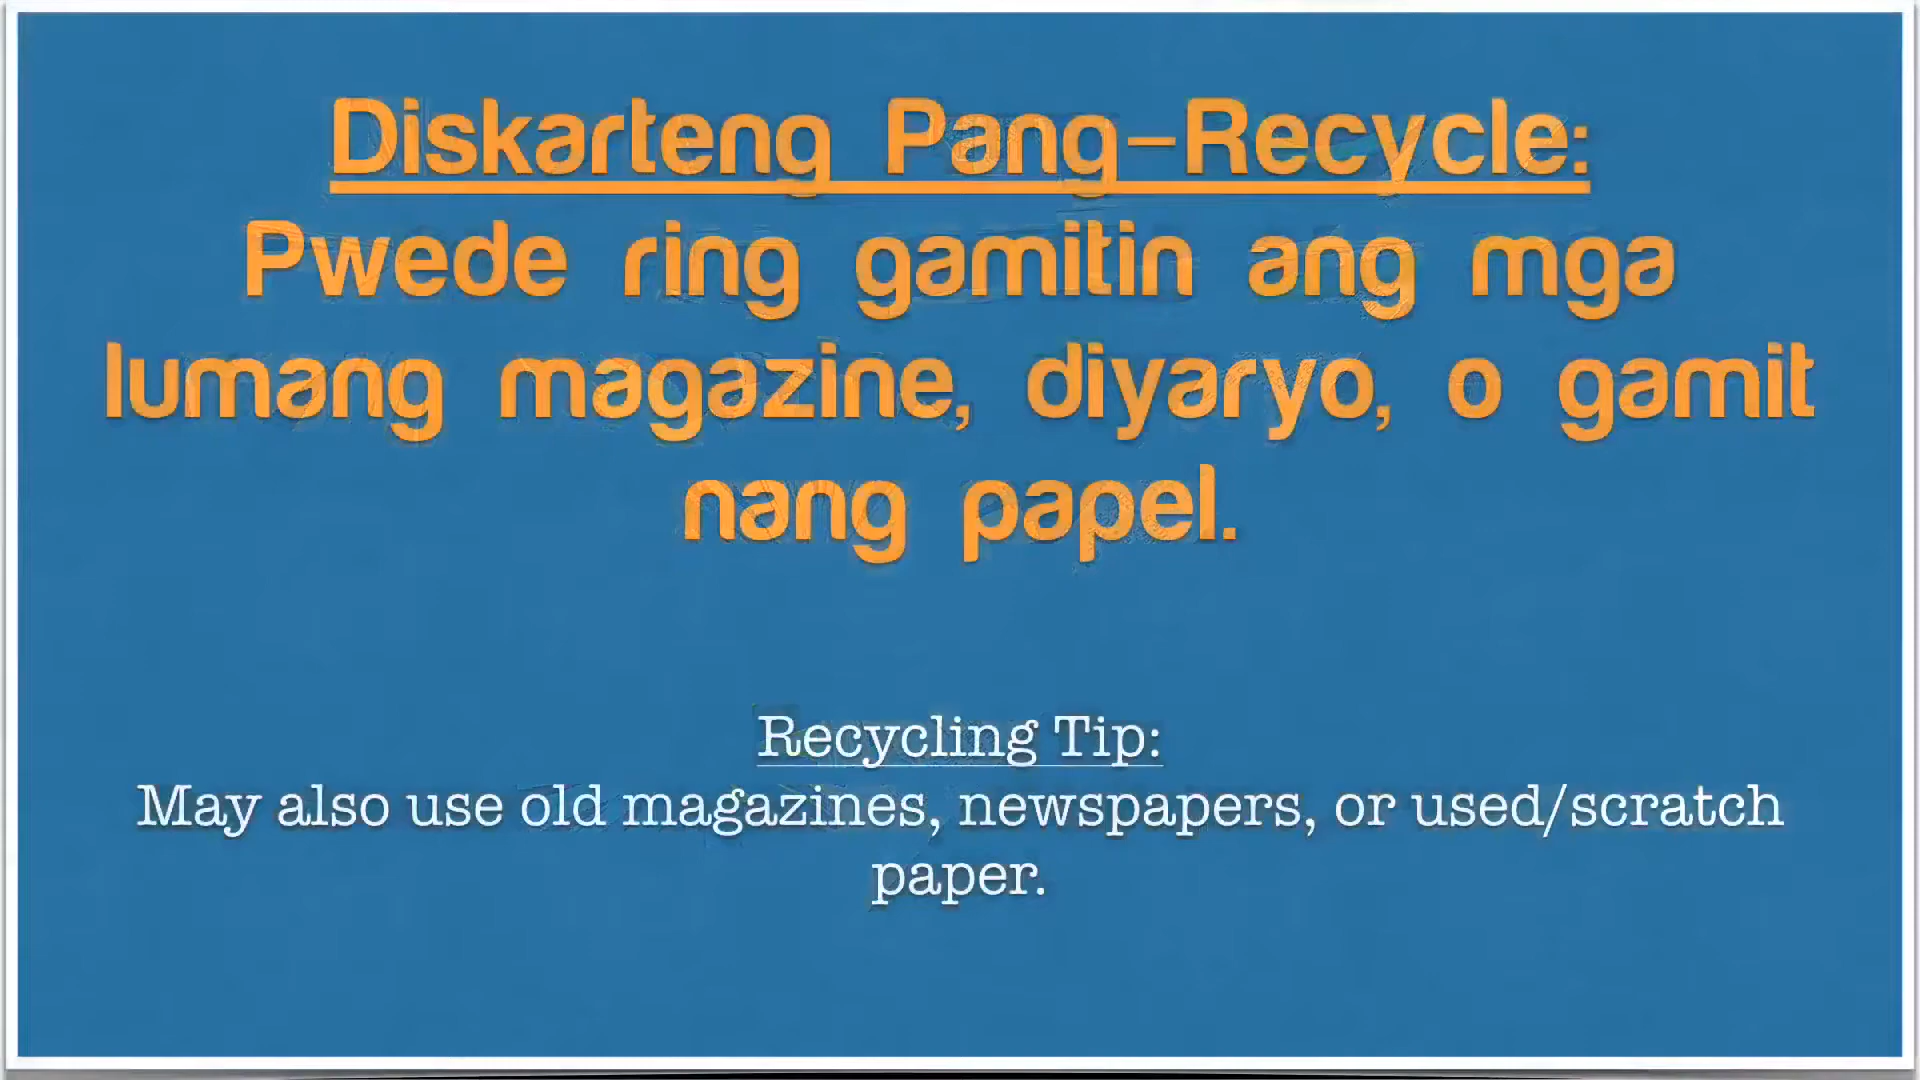 Diskarteng Pang-Recycle:
Pwede ring gamitin ang mga
lumang magazine, diyaryo, o gamit
nang papel.
Recycling Tip:
May also use old magazines, newspapers, or used/scratch
paper.